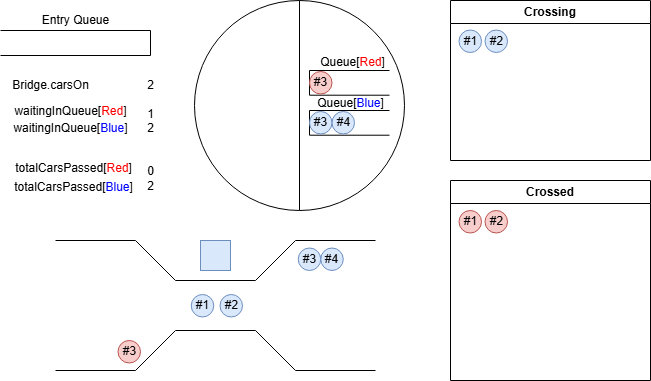 Entry Queue
Bridge.carsOn 2
waitingInQueue[Red] 1
waitingInQueue[Blue] 2
totalCarsPassed[Red] 0
totalCarsPassed[Blue] 2
Queue[Red]
#3
Queue[Blue]
#3 #4
Crossing
#1 #2
Crossed
#1 #2
#3 #4
#1 #2
#3